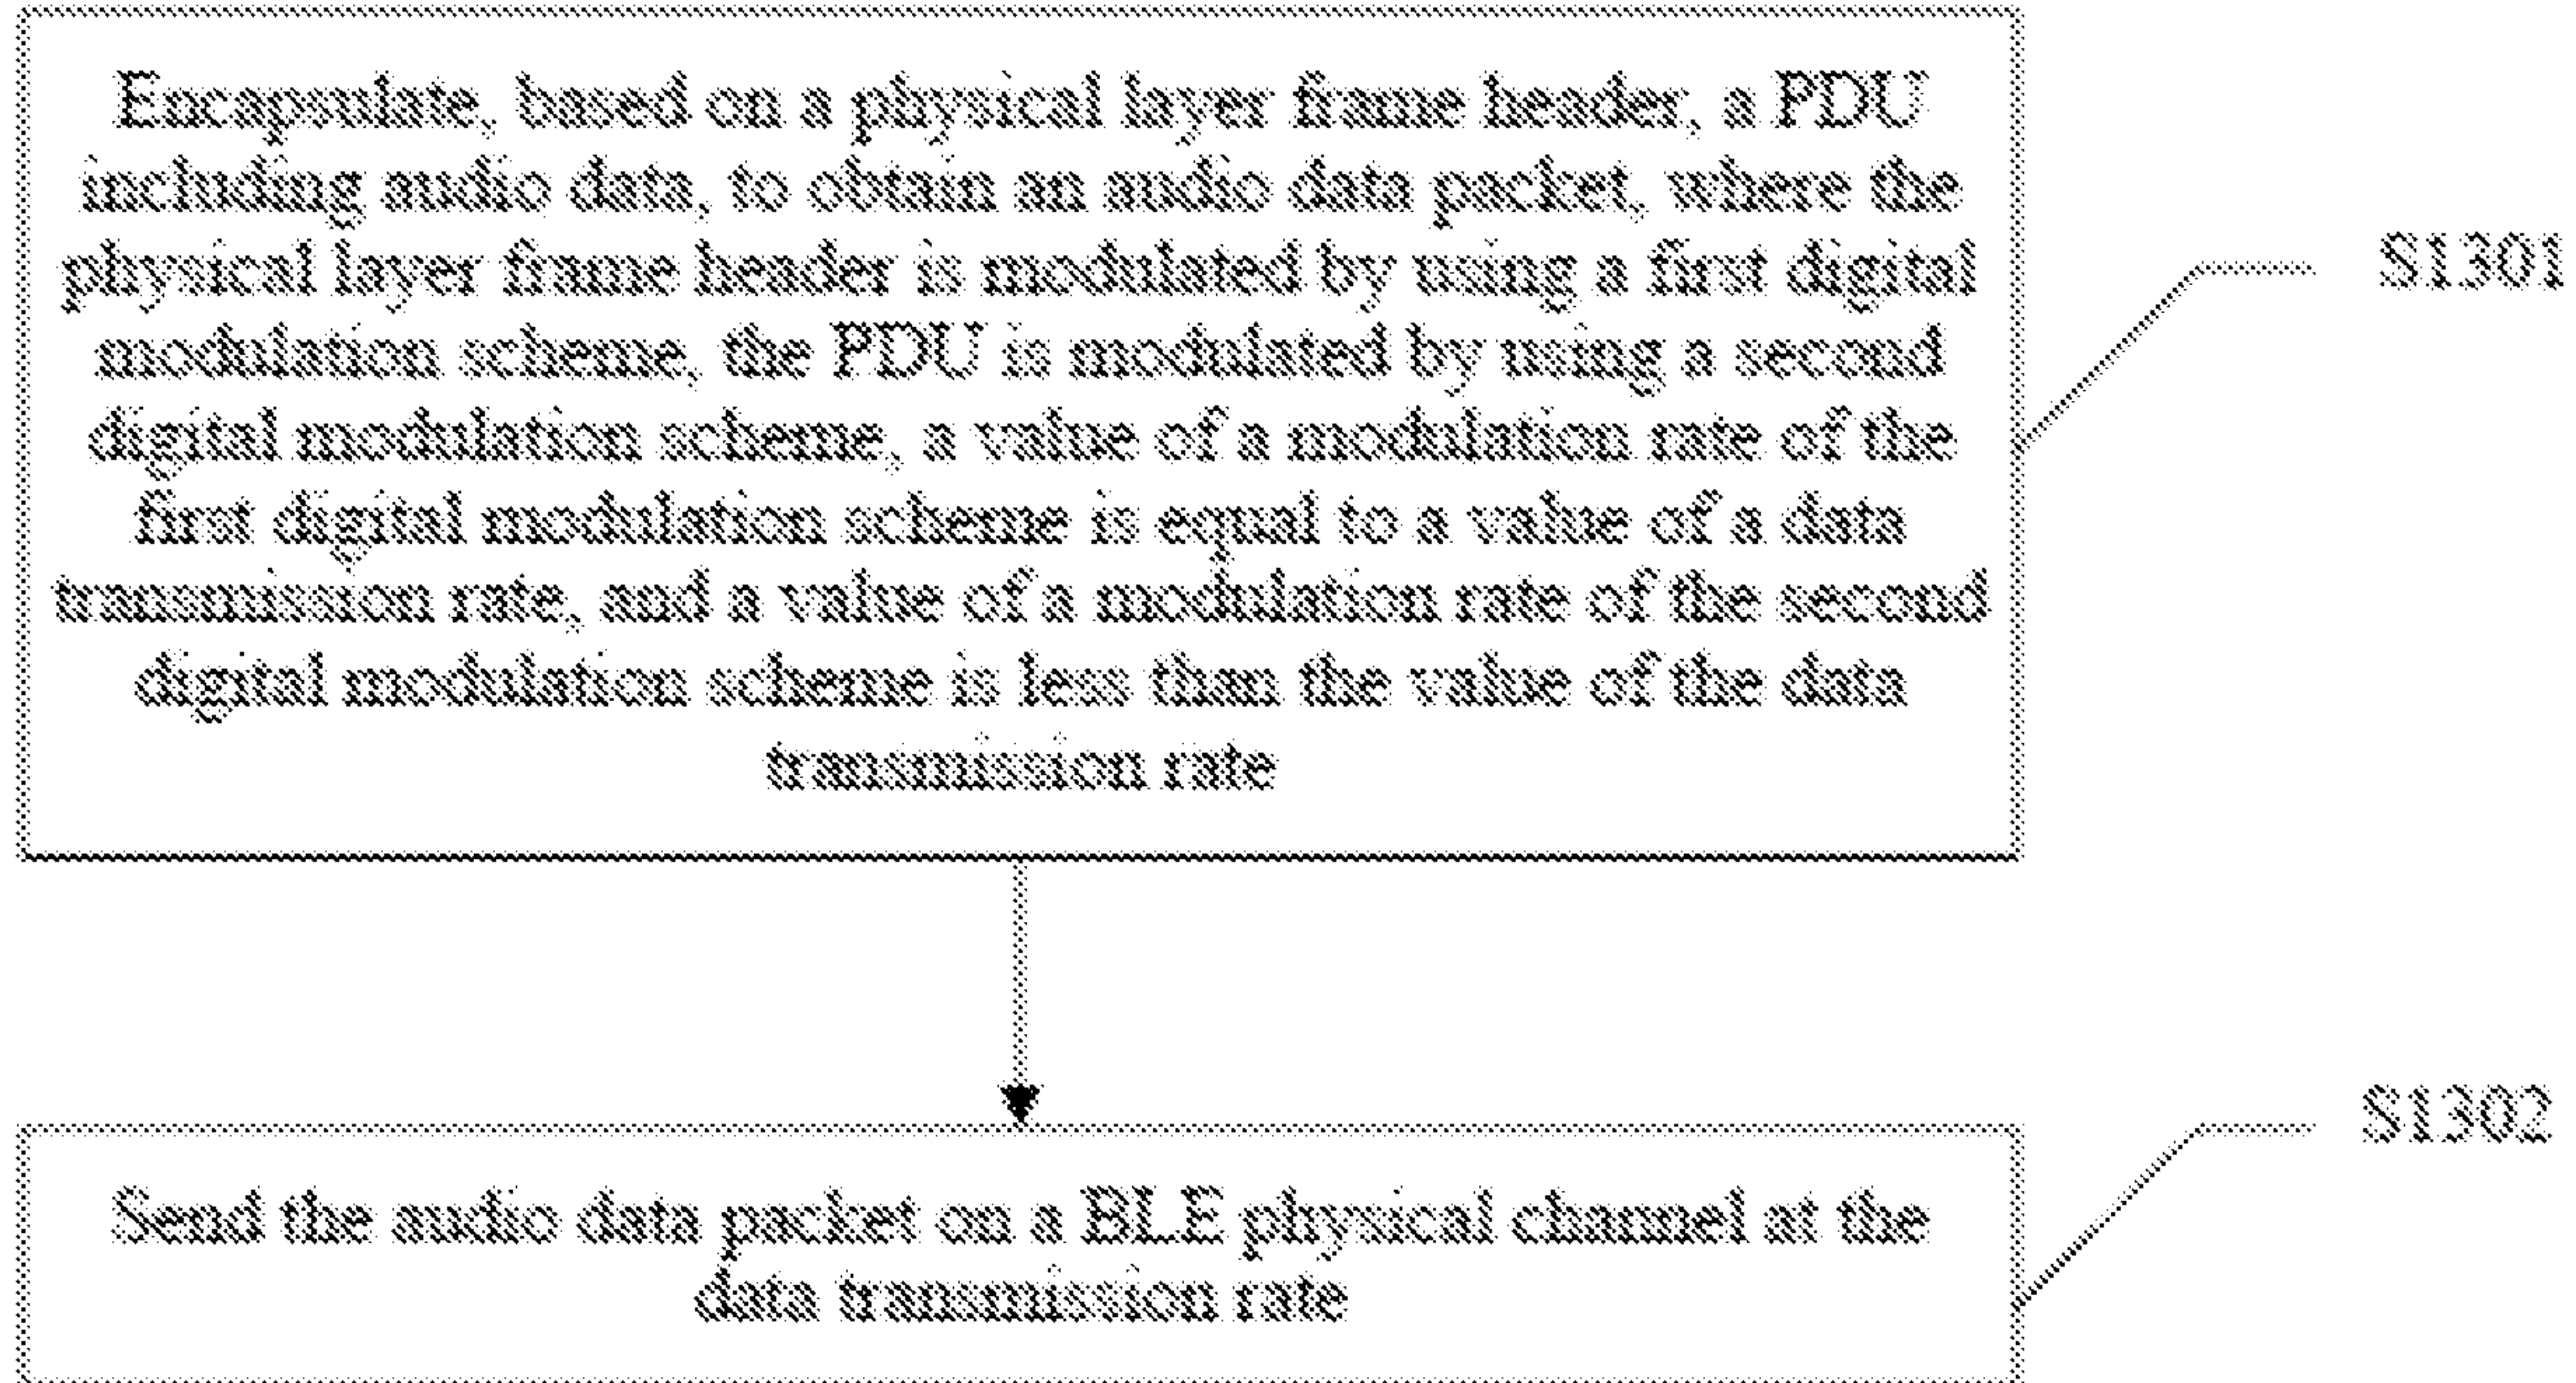 Encapsulate, based on a physical layer frame header, a PDU
including audio data, to obtain an audio data packet, where the
physical layer frame header is modulated by using a first digital
modulation scheme, the PDU is modulated by using a second
digital modulation scheme, a value of a modulation rate of the
first digital modulation scheme is equal to a value of a data
transmission rate, and a value of a modulation rate of the second
digital modulation scheme is less than the value of the data
transmission rate
S1301
Send the audio data packet on a BLE physical channel at the
data transmission rate
S1302